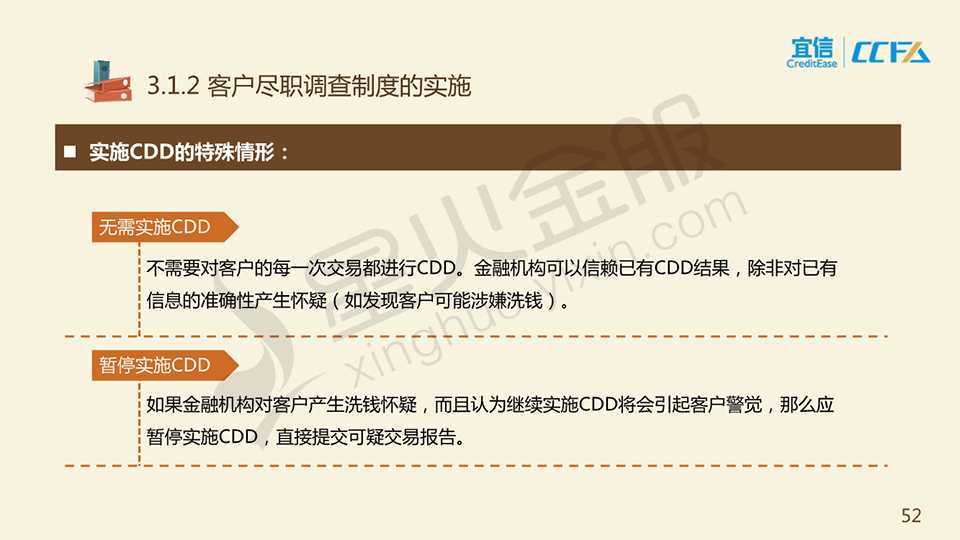 宜信
CreditEase
CCFA
3.1.2 客户尽职调查制度的实施
■ 实施CDD的特殊情形：
无需实施CDD
不需要对客户的每一次交易都进行CDD。金融机构可以信赖已有CDD结果，除非对已有
信息的准确性产生怀疑（如发现客户可能涉嫌洗钱）。
暂停实施CDD
如果金融机构对客户产生洗钱怀疑，而且认为继续实施CDD将会引起客户警觉，那么应
暂停实施CDD，直接提交可疑交易报告。
星火金服
xinghuoyixin.com
52